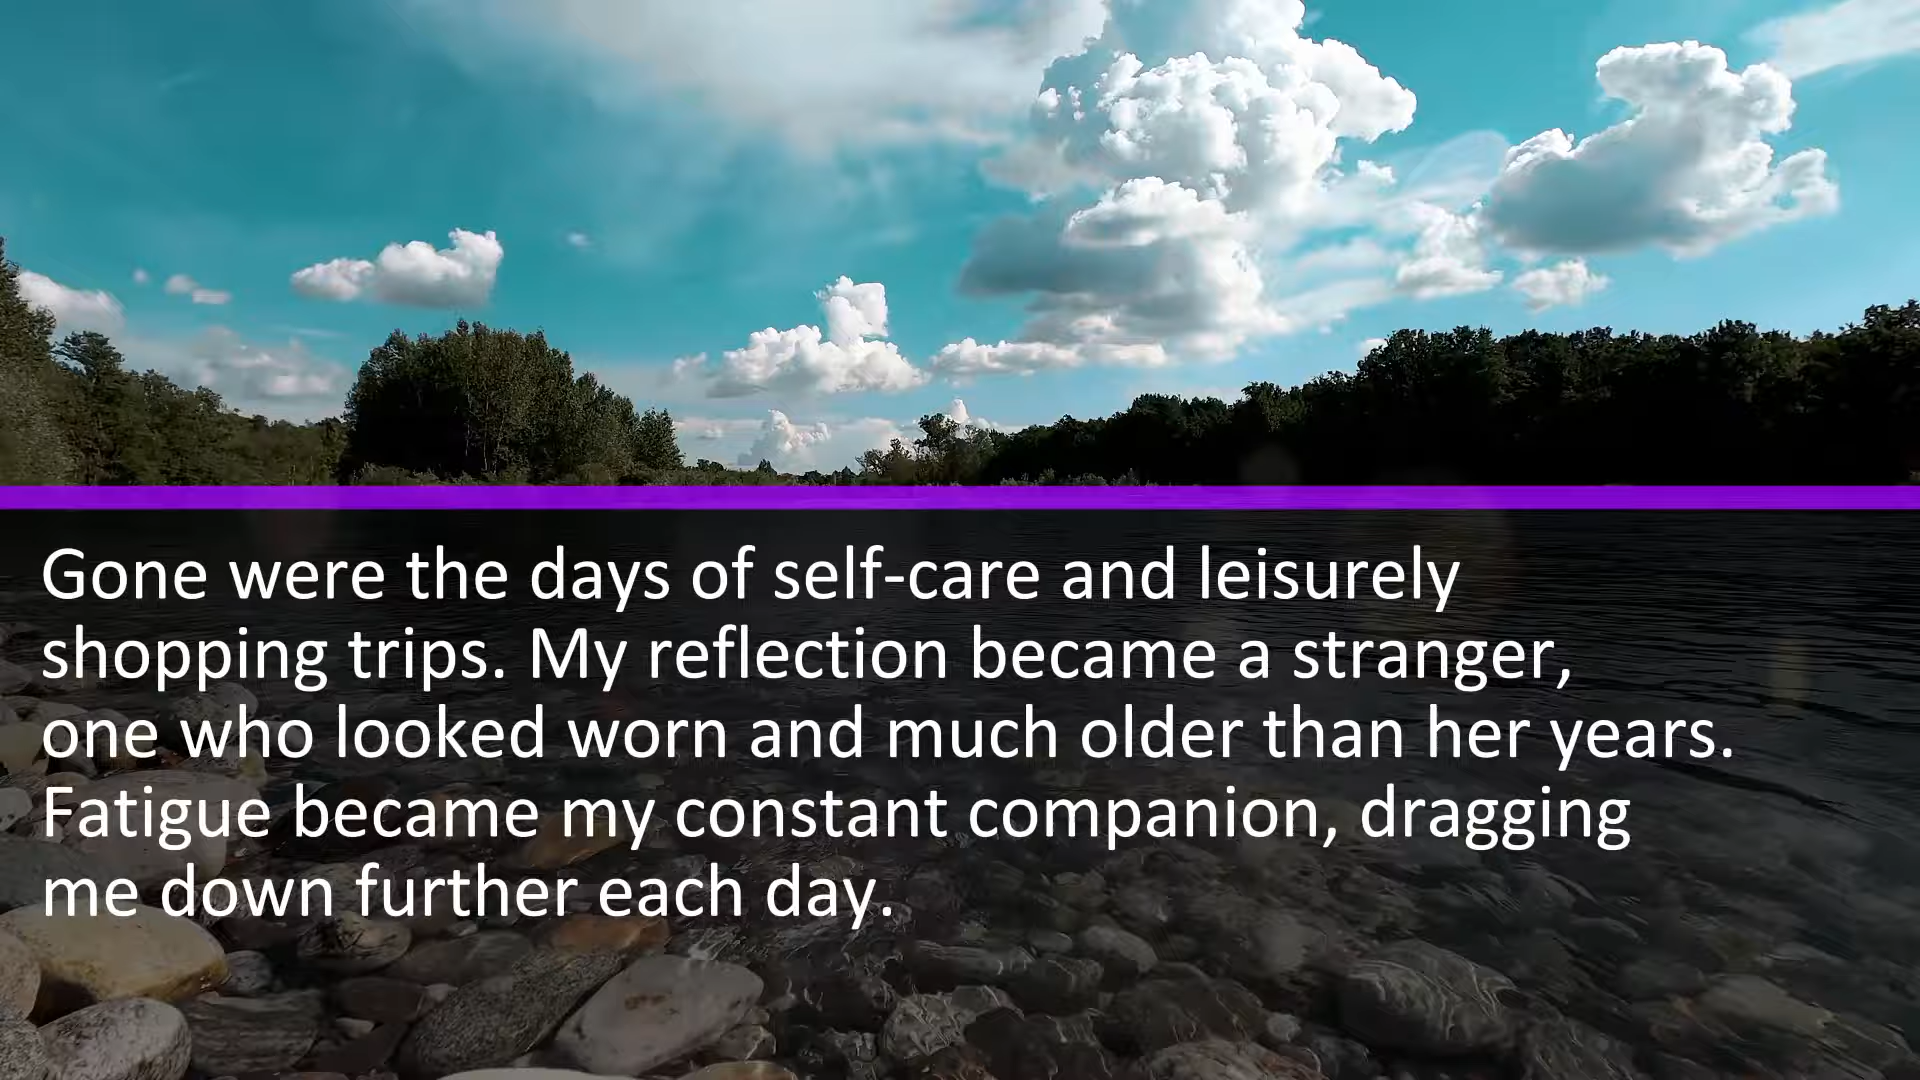 Gone were the days of self-care and leisurely
shopping trips. My reflection became a stranger,
one who looked worn and much older than her years.
Fatigue became my constant companion, dragging
me down further each day.